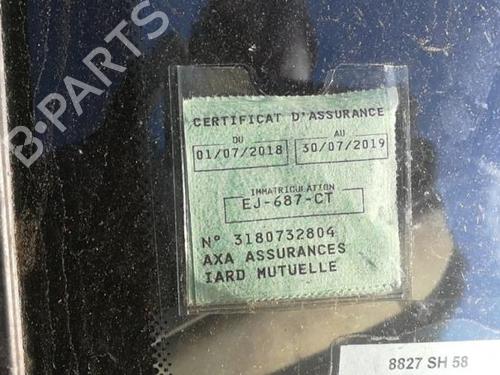 B-PARTS
CERTIFICAT D'ASSURANCE
DU AU
01/07/2018 30/07/2019
IMMATRICULATION
EJ-687-CT
N° 3180732804
AXA ASSURANCES
IARD MUTUELLE
8827 SH 58